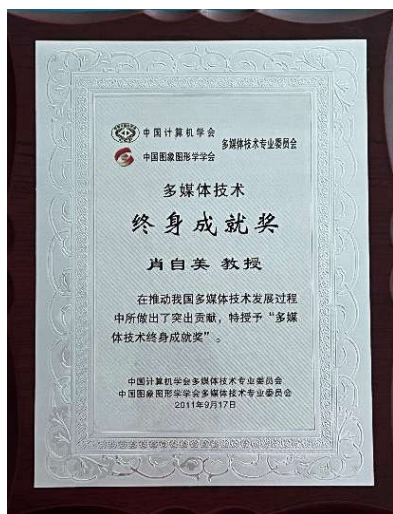 中国计算机学会
多媒体技术专业委员会
中国图象图形学学会
多媒体技术
终身成就奖
肖自美 教授
在推动我国多媒体技术发展过程
中所做出了突出贡献，特授予“多媒
体技术终身成就奖”。
中国计算机学会多媒体技术专业委员会
中国图象图形学学会多媒体技术专业委员会
2011年9月17日